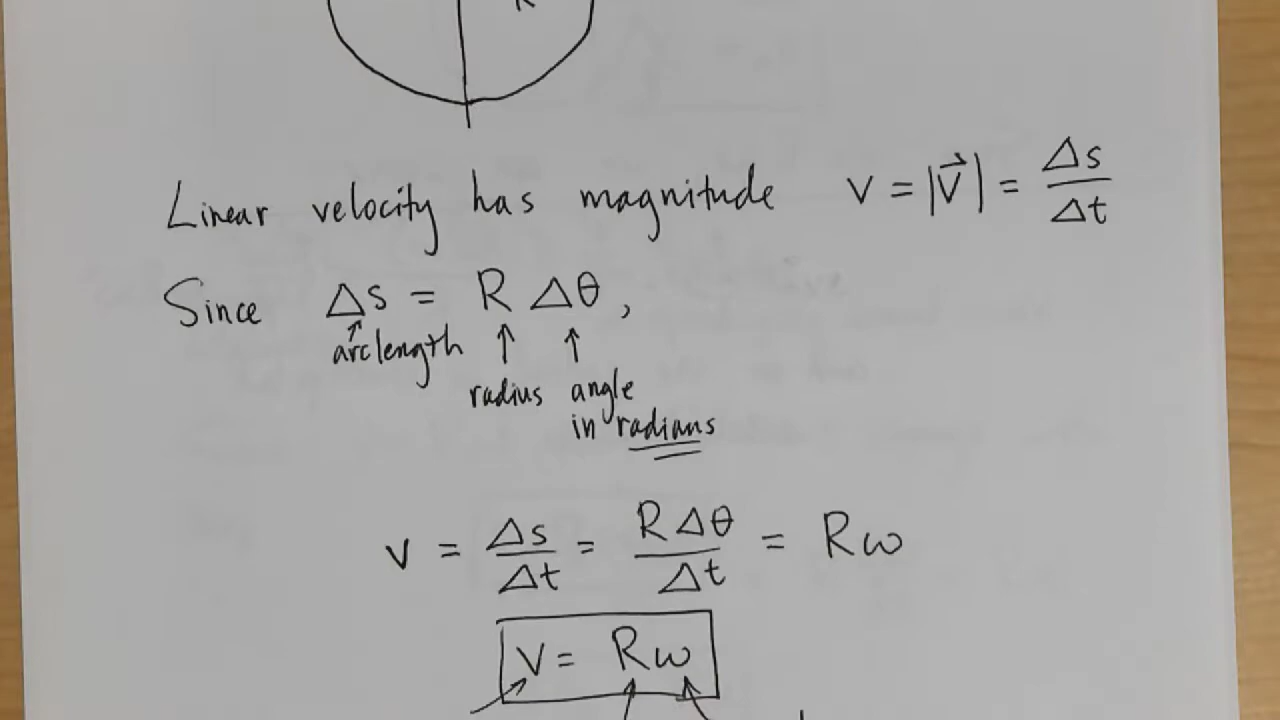 R
Linear velocity has magnitude V = |V⃗| = Δs/Δt
Since Δs = R Δθ,
arclength
radius angle
in radians
V = Δs/Δt = RΔθ/Δt = Rω
V = Rω